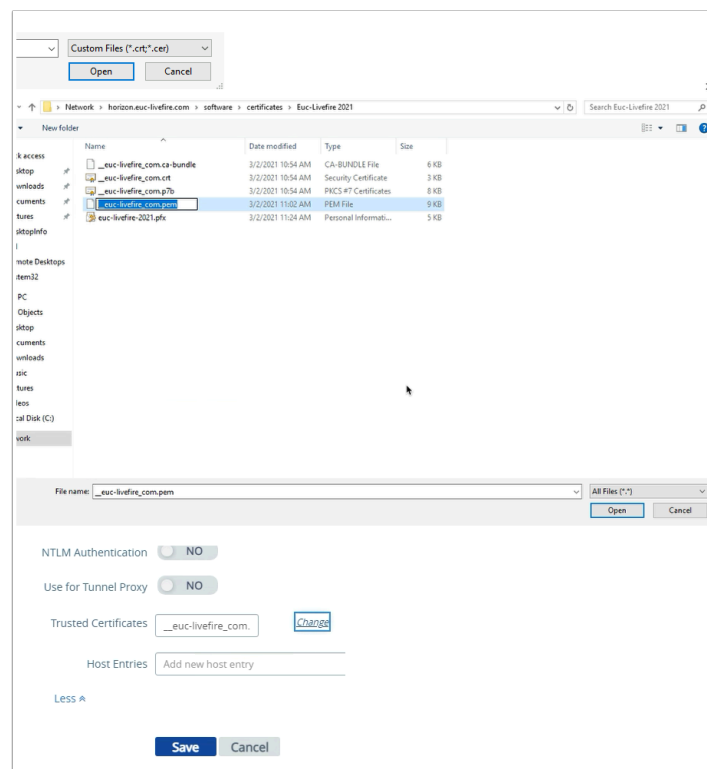 Custom Files (*.crt;*.cer)
Open Cancel
> Network > horizon.euc-livefire.com > software > certificates > Euc-Livefire 2021 Search Euc-Livefire 2021
New folder
Name Date modified Type Size
:k access
sktop
wnloads
cuments
tures
sktopInfo
l
mote Desktops
stem32
PC
Objects
sktop
cuments
wnloads
usic
tures
leos
:al Disk (C:)
work
__euc-livefire_com.ca-bundle 3/2/2021 10:54 AM CA-BUNDLE File 6 KB
__euc-livefire_com.crt 3/2/2021 10:54 AM Security Certificate 3 KB
__euc-livefire_com.p7b 3/2/2021 10:54 AM PKCS #7 Certificates 8 KB
__euc-livefire_com.pem 3/2/2021 11:02 AM PEM File 9 KB
euc-livefire-2021.pfx 3/2/2021 11:24 AM Personal Informati... 5 KB
File name: __euc-livefire_com.pem All Files (*.*)
Open Cancel
NTLM Authentication NO
Use for Tunnel Proxy NO
Trusted Certificates __euc-livefire_com. Change
Host Entries Add new host entry
Less
Save Cancel